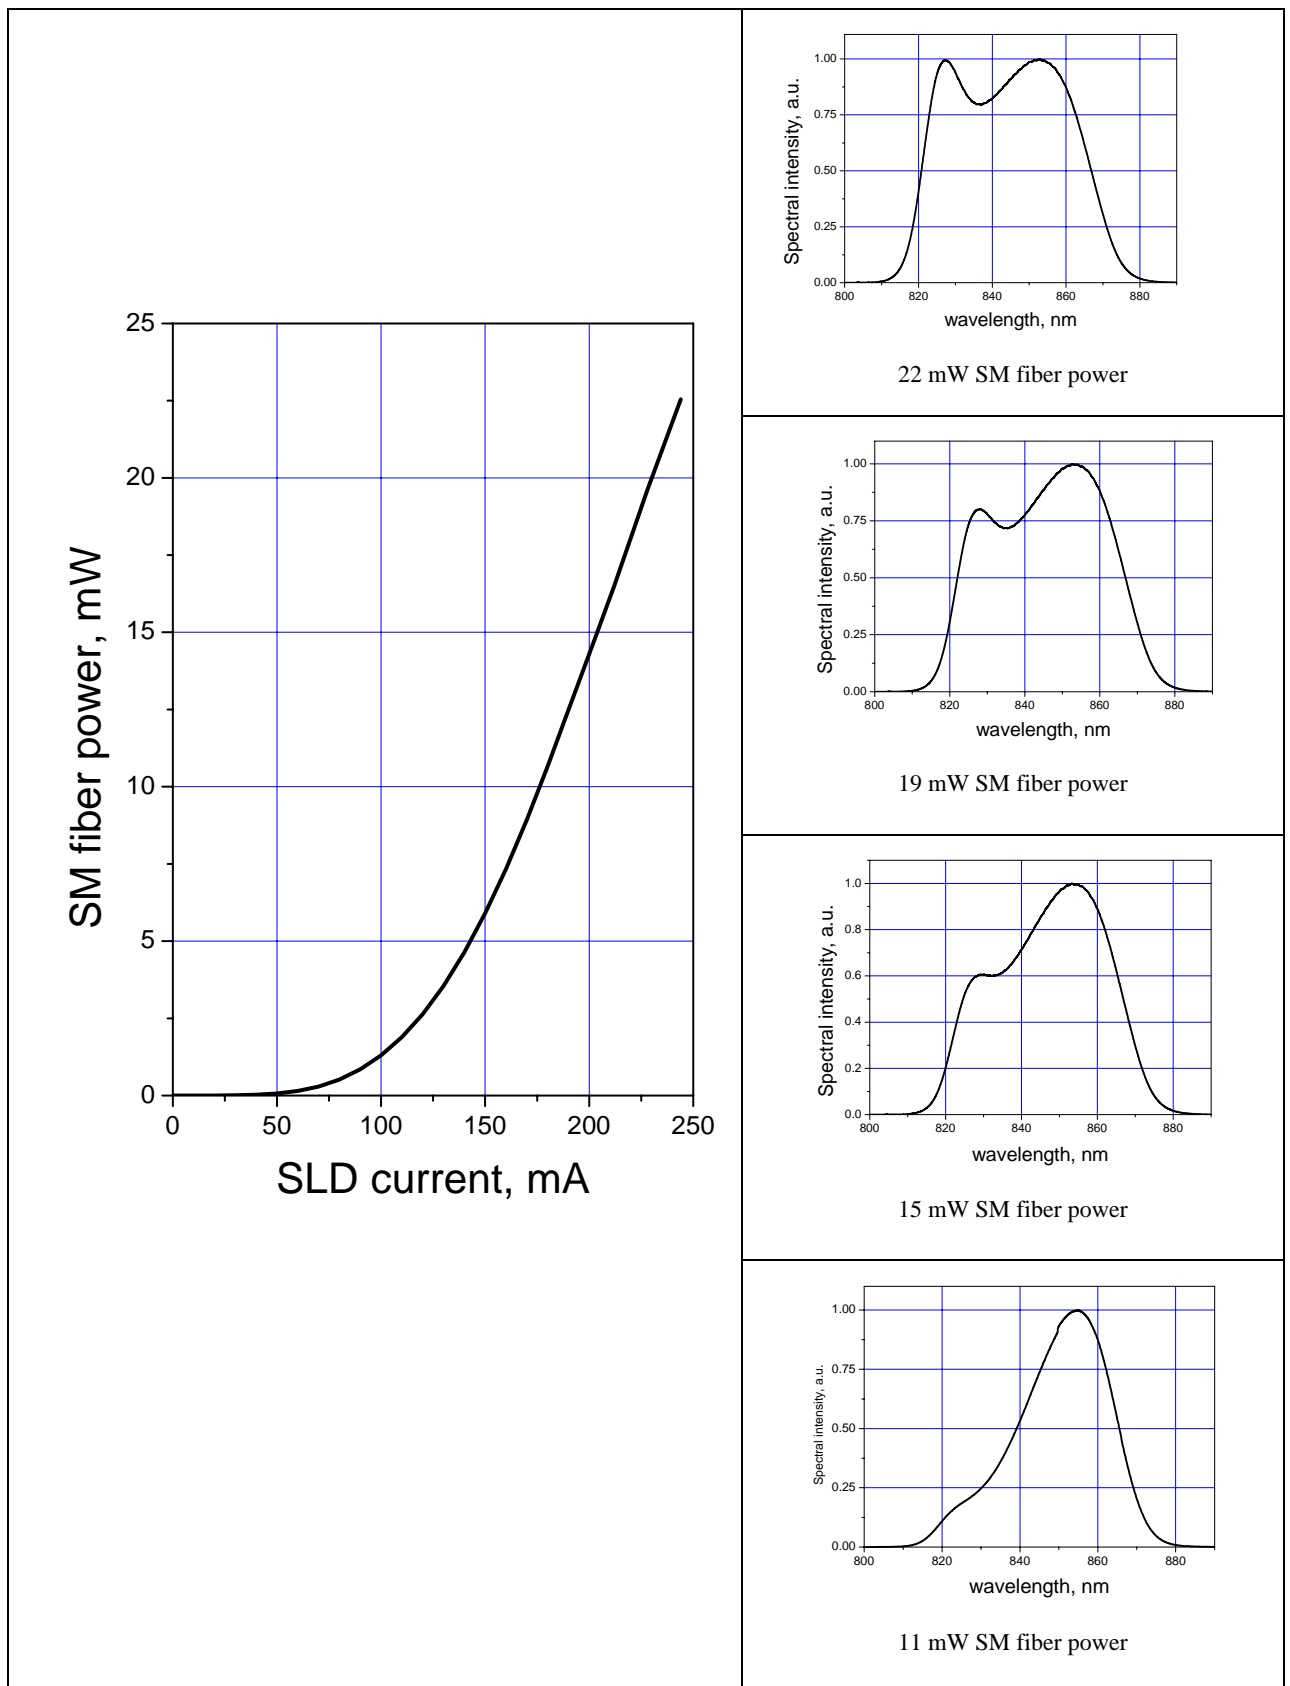 25
20
15
10
5
0
0 50 100 150 200 250
SM fiber power, mW
SLD current, mA
1.00
0.75
0.50
0.25
0.00
800 820 840 860 880
Spectral intensity, a.u.
wavelength, nm
22 mW SM fiber power
1.00
0.75
0.50
0.25
0.00
800 820 840 860 880
Spectral intensity, a.u.
wavelength, nm
19 mW SM fiber power
1.0
0.8
0.6
0.4
0.2
0.0
800 820 840 860 880
Spectral intensity, a.u.
wavelength, nm
15 mW SM fiber power
1.00
0.75
0.50
0.25
0.00
800 820 840 860 880
Spectral intensity, a.u.
wavelength, nm
11 mW SM fiber power